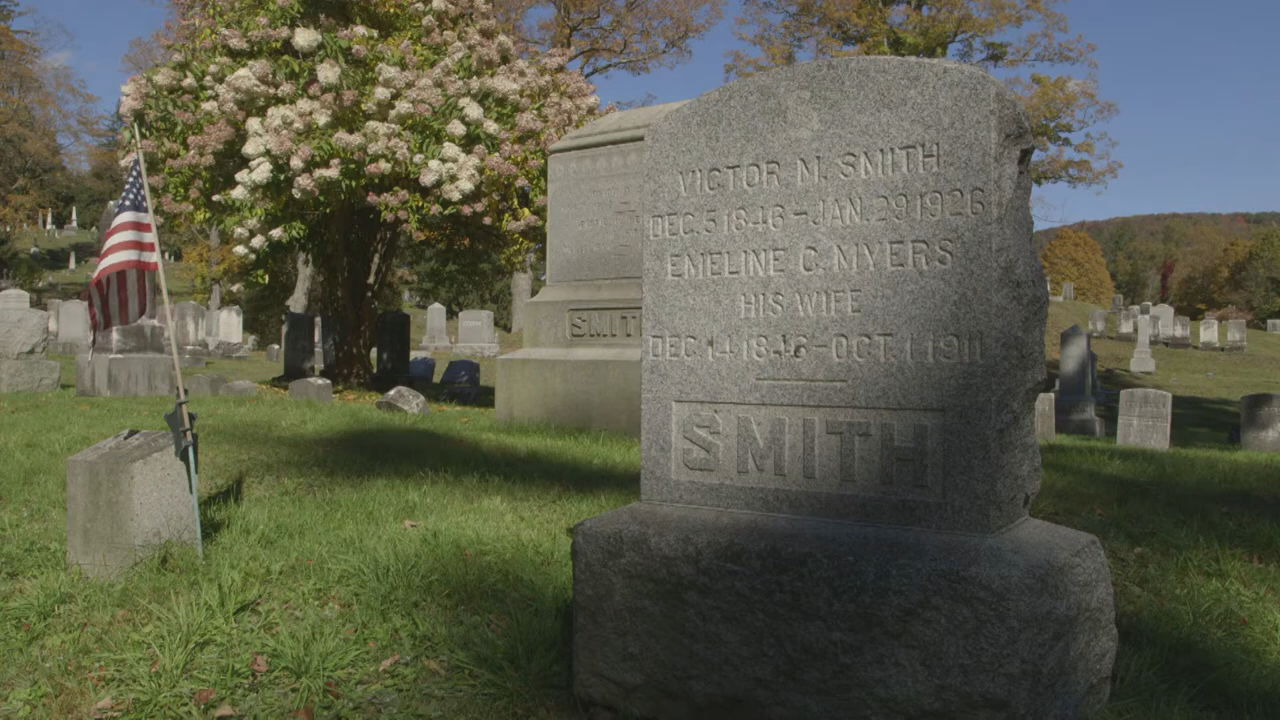 VICTOR M. SMITH
DEC. 5 1846 – JAN. 29 1926
EMELINE C. MYERS
HIS WIFE
DEC. 14 1846 – OCT. 1, 1911
SMITH
SMIT